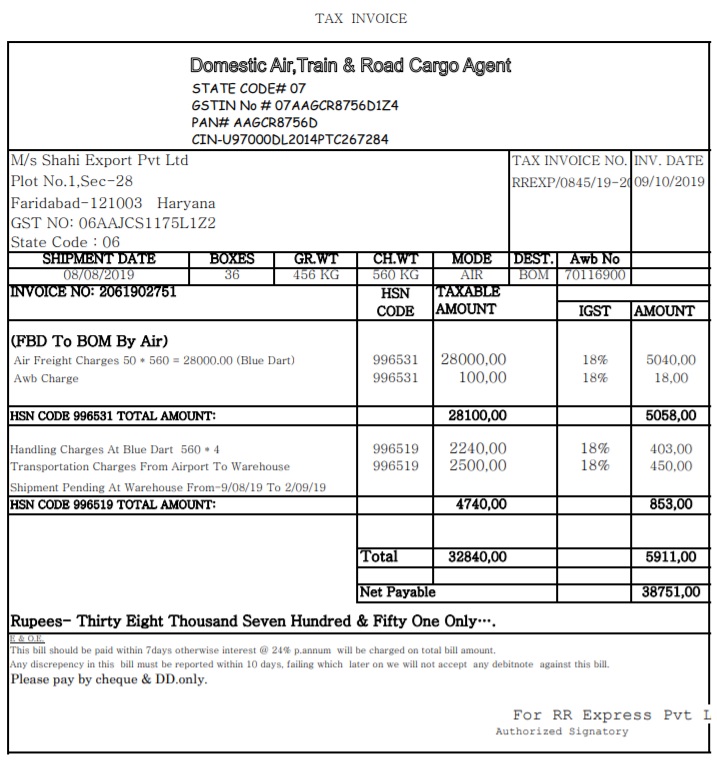 TAX INVOICE
Domestic Air,Train & Road Cargo Agent
STATE CODE# 07
GSTIN No # 07AAGCR8756D1Z4
PAN# AAGCR8756D
CIN-U97000DL2014PTC267284
M/s Shahi Export Pvt Ltd
Plot No.1,Sec-28
Faridabad-121003 Haryana
GST NO: 06AAJCS1175L1Z2
State Code : 06
TAX INVOICE NO. INV. DATE
RREXP/0845/19-20 09/10/2019
SHIPMENT DATE BOXES GR.WT CH.WT MODE DEST. Awb No
08/08/2019 36 456 KG 560 KG AIR BOM 70116900
INVOICE NO: 2061902751 HSN CODE TAXABLE AMOUNT IGST AMOUNT
(FBD To BOM By Air)
Air Freight Charges 50 * 560 = 28000.00 (Blue Dart) 996531 28000,00 18% 5040,00
Awb Charge 996531 100,00 18% 18,00
HSN CODE 996531 TOTAL AMOUNT: 28100,00 5058,00
Handling Charges At Blue Dart 560 * 4 996519 2240,00 18% 403,00
Transportation Charges From Airport To Warehouse 996519 2500,00 18% 450,00
Shipment Pending At Warehouse From-9/08/19 To 2/09/19
HSN CODE 996519 TOTAL AMOUNT: 4740,00 853,00
Total 32840,00 5911,00
Net Payable 38751,00
Rupees- Thirty Eight Thousand Seven Hundred & Fifty One Only….
E & O.E.
This bill should be paid within 7days otherwise interest @ 24% p.annum will be charged on total bill amount.
Any discrepency in this bill must be reported within 10 days, failing which later on we will not accept any debitnote against this bill.
Please pay by cheque & DD.only.
For RR Express Pvt L
Authorized Signatory